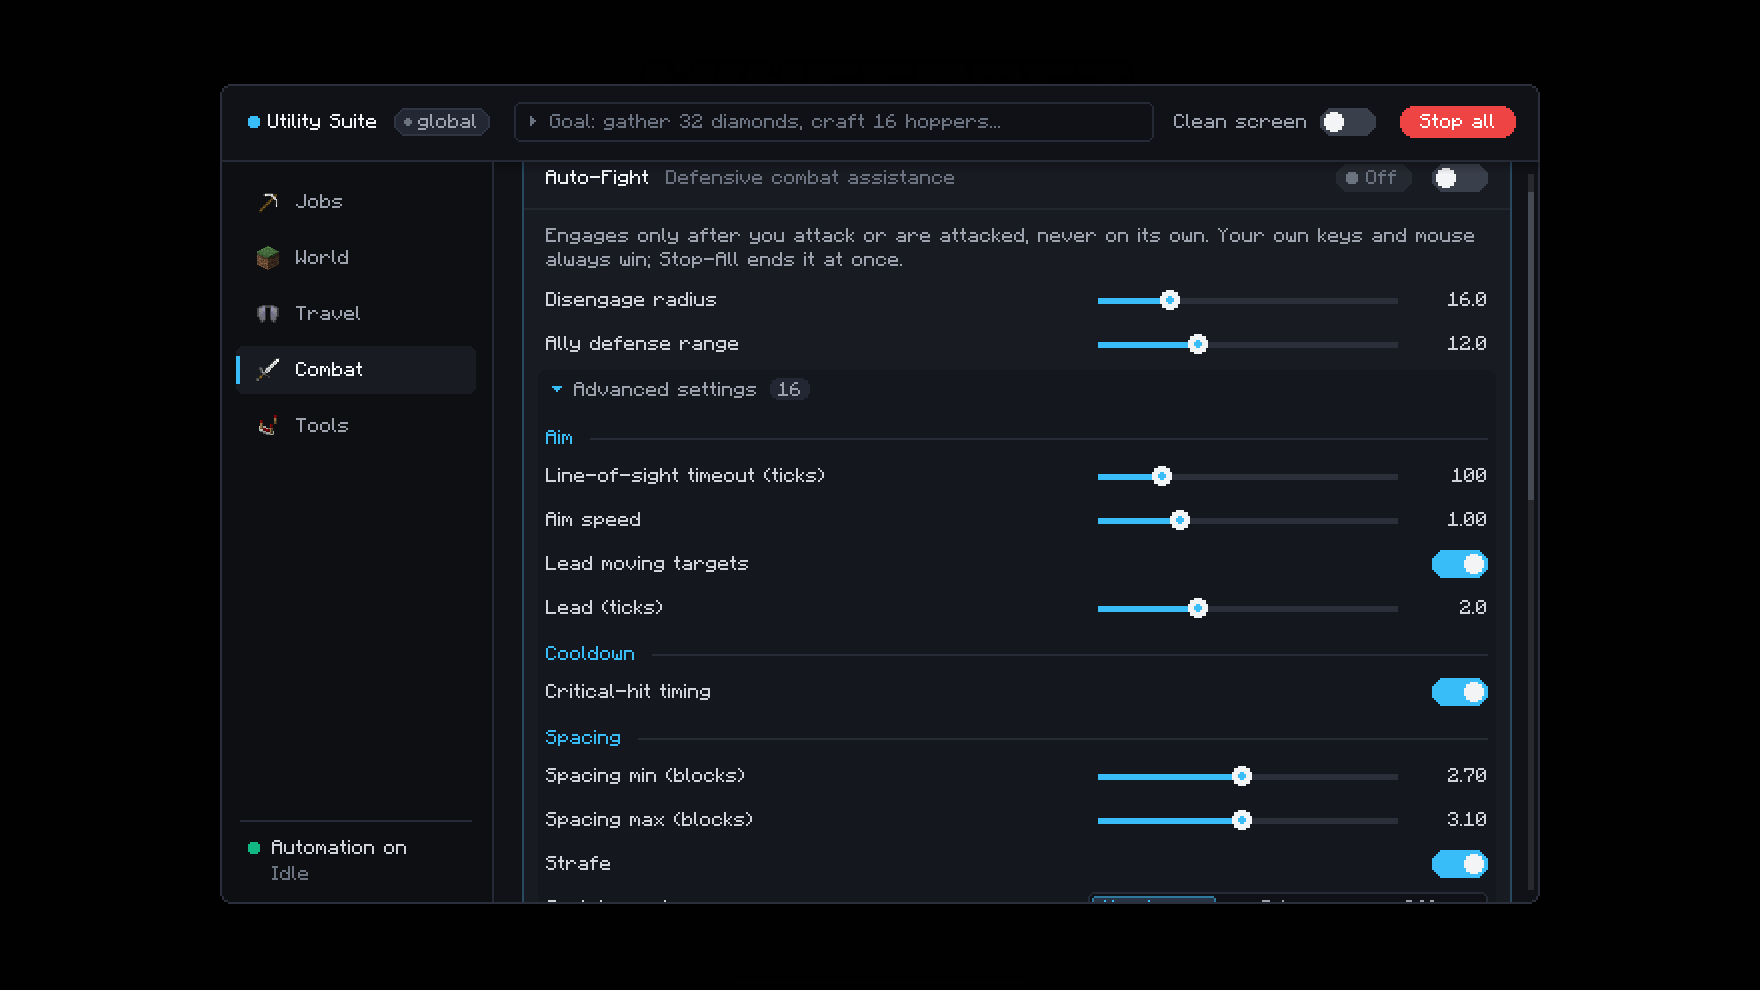 Utility Suite
global
Goal: gather 32 diamonds, craft 16 hoppers...
Clean screen
Stop all
Jobs
World
Travel
Combat
Tools
Automation on
Idle
Auto-Fight Defensive combat assistance
Off
Engages only after you attack or are attacked, never on its own. Your own keys and mouse
always win; Stop-All ends it at once.
Disengage radius 16.0
Ally defense range 12.0
Advanced settings 16
Aim
Line-of-sight timeout (ticks) 100
Aim speed 1.00
Lead moving targets
Lead (ticks) 2.0
Cooldown
Critical-hit timing
Spacing
Spacing min (blocks) 2.70
Spacing max (blocks) 3.10
Strafe